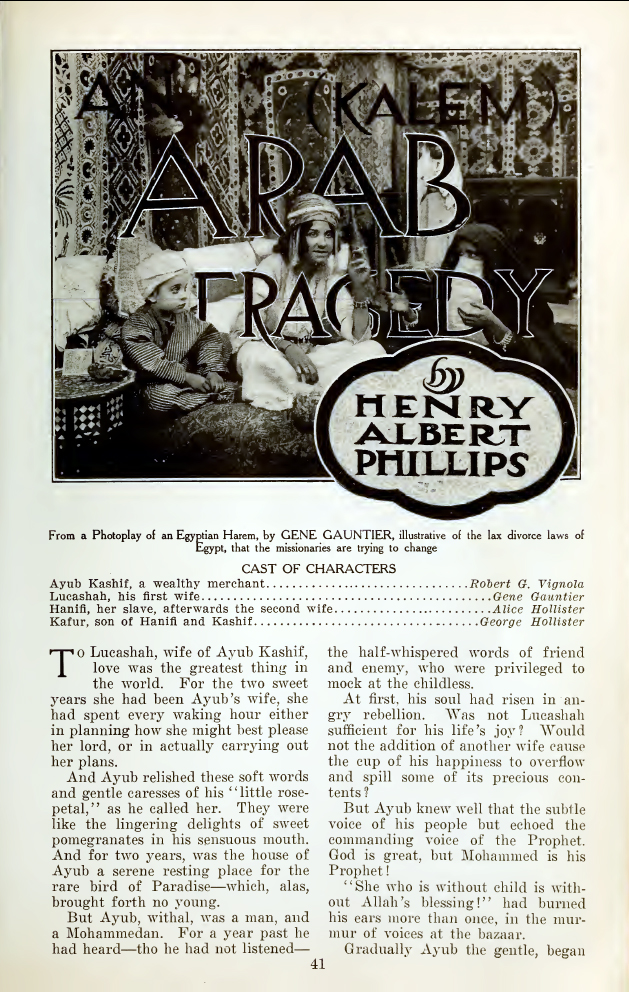 AN (KALEM)
ARAB
TRAGEDY
by
HENRY
ALBERT
PHILLIPS
From a Photoplay of an Egyptian Harem, by GENE GAUNTIER, illustrative of the lax divorce laws of
Egypt, that the missionaries are trying to change
CAST OF CHARACTERS
Ayub Kashif, a wealthy merchant................................Robert G. Vignola
Lucashah, his first wife............................................Gene Gauntier
Hanifi, her slave, afterwards the second wife........................Alice Hollister
Kafur, son of Hanifi and Kashif..................................George Hollister
To Lucashah, wife of Ayub Kashif,
love was the greatest thing in
the world. For the two sweet
years she had been Ayub's wife, she
had spent every waking hour either
in planning how she might best please
her lord, or in actually carrying out
her plans.
And Ayub relished these soft words
and gentle caresses of his "little rose-
petal," as he called her. They were
like the lingering delights of sweet
pomegranates in his sensuous mouth.
And for two years, was the house of
Ayub a serene resting place for the
rare bird of Paradise—which, alas,
brought forth no young.
But Ayub, withal, was a man, and
a Mohammedan. For a year past he
had heard—tho he had not listened—
the half-whispered words of friend
and enemy, who were privileged to
mock at the childless.
At first, his soul had risen in an-
gry rebellion. Was not Lucashah
sufficient for his life's joy? Would
not the addition of another wife cause
the cup of his happiness to overflow
and spill some of its precious con-
tents?
But Ayub knew well that the subtle
voice of his people but echoed the
commanding voice of the Prophet.
God is great, but Mohammed is his
Prophet!
"She who is without child is with-
out Allah's blessing!" had burned
his ears more than once, in the mur-
mur of voices at the bazaar.
Gradually Ayub the gentle, began
41